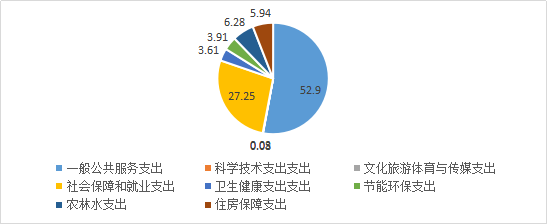 5.94
6.28
3.91
3.61
52.9
27.25
0.08
一般公共服务支出 科学技术支出支出 文化旅游体育与传媒支出
社会保障和就业支出 卫生健康支出支出 节能环保支出
农林水支出 住房保障支出